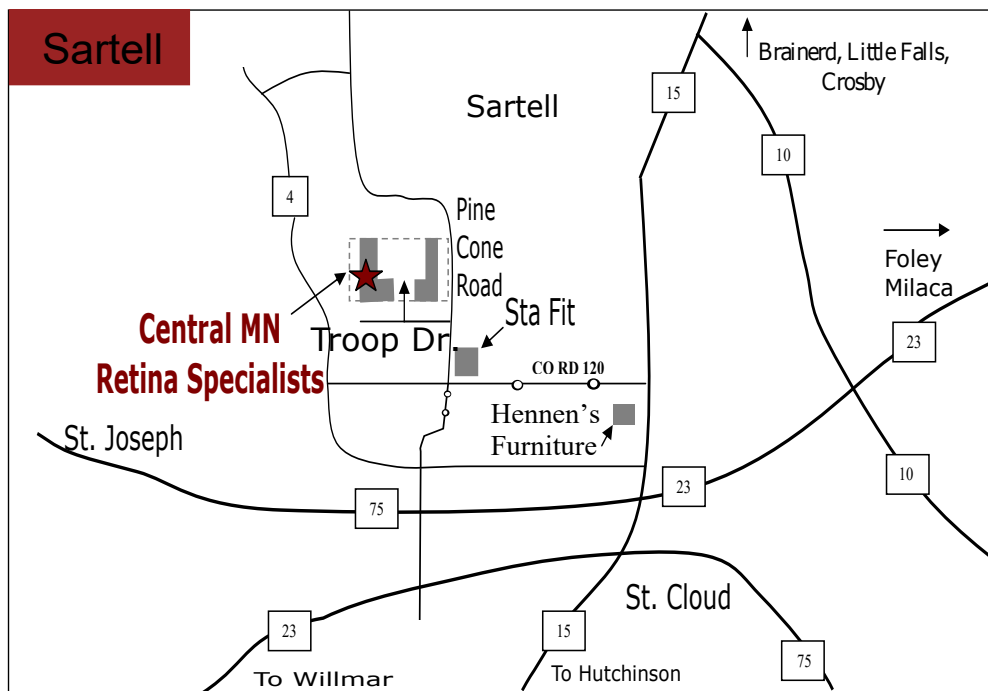 Sartell
Brainerd, Little Falls,
Crosby
15
Sartell
10
4
Pine
Cone
Road
Foley
Milaca
Sta Fit
Central MN
Retina Specialists
Troop Dr.
23
CO RD 120
Hennen's
Furniture
St. Joseph
23
10
75
St. Cloud
23
15
75
To Willmar
To Hutchinson